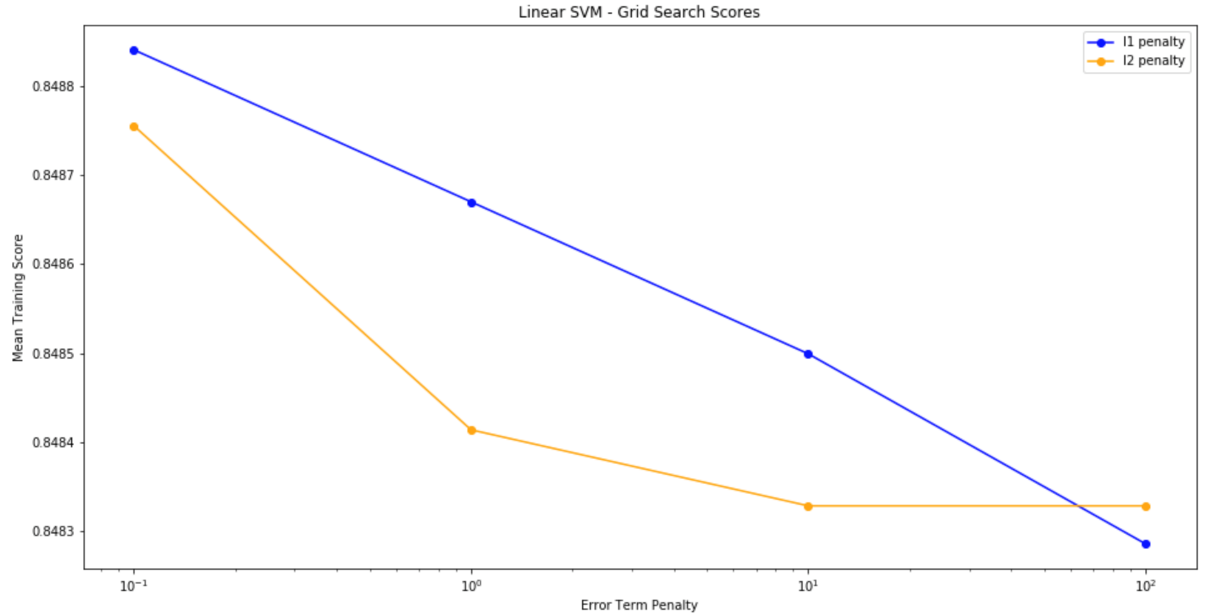 Linear SVM - Grid Search Scores
l1 penalty
l2 penalty
Mean Training Score
0.8488
0.8487
0.8486
0.8485
0.8484
0.8483
10⁻¹
10⁰
10¹
10²
Error Term Penalty